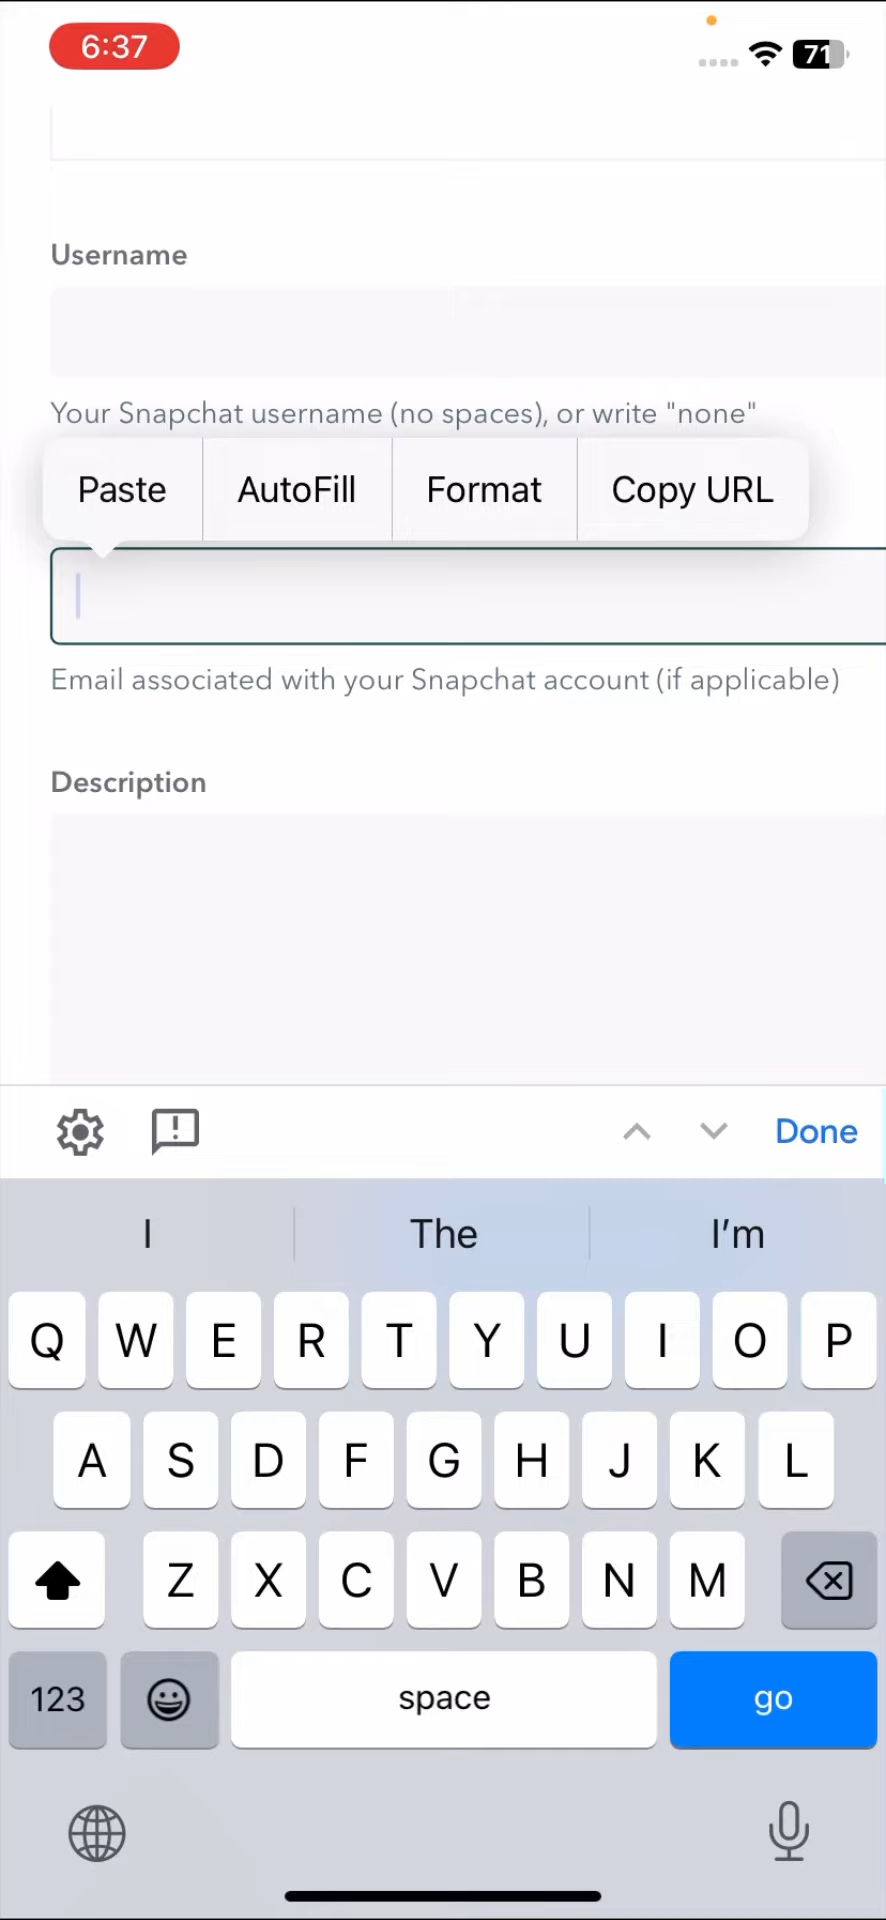 6:37
71
Username
Your Snapchat username (no spaces), or write "none"
Paste AutoFill Format Copy URL
Email associated with your Snapchat account (if applicable)
Description
Done
I The I'm
Q W E R T Y U I O P
A S D F G H J K L
Z X C V B N M
123 space go